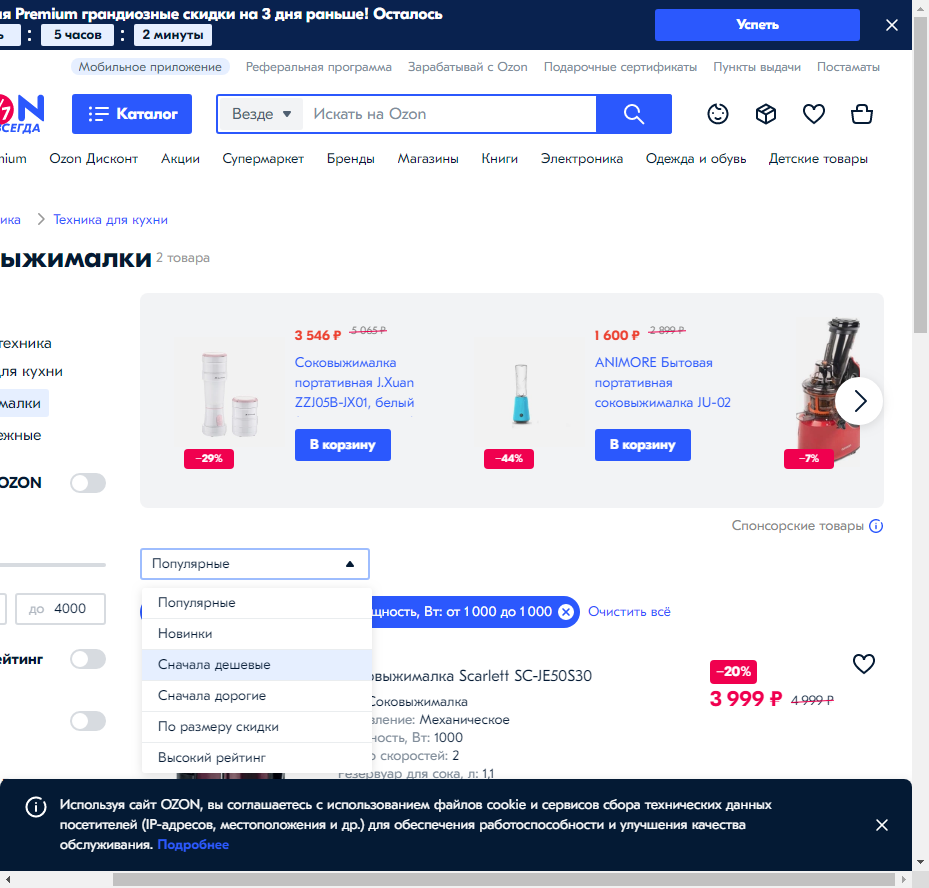 ия Premium грандиозные скидки на 3 дня раньше! Осталось
ь : 5 часов : 2 минуты
Успеть
Мобильное приложение Реферальная программа Зарабатывай с Ozon Подарочные сертификаты Пункты выдачи Постаматы
ZON
ВСЕГДА
Каталог
Везде Искать на Ozon
mium Ozon Дисконт Акции Супермаркет Бренды Магазины Книги Электроника Одежда и обувь Детские товары
ика Техника для кухни
выжималки 2 товара
техника
ля кухни
малки
ежные
OZON
до 4000
ейтинг
3 546 ₽ 5 065 ₽
Соковыжималка
портативная J.Xuan
ZZJ05B-JX01, белый
В корзину
−29%
1 600 ₽ 2 899 ₽
ANIMORE Бытовая
портативная
соковыжималка JU-02
В корзину
−44%
−7%
Спонсорские товары
Популярные
Популярные
Новинки
Сначала дешевые
Сначала дорогие
По размеру скидки
Высокий рейтинг
щность, Вт: от 1 000 до 1 000 Очистить всё
овыжималка Scarlett SC-JE50S30
Соковыжималка
вление: Механическое
ность, Вт: 1000
о скоростей: 2
Резервуар для сока, л: 1,1
−20%
3 999 ₽ 4 999 ₽
Используя сайт OZON, вы соглашаетесь с использованием файлов cookie и сервисов сбора технических данных
посетителей (IP-адресов, местоположения и др.) для обеспечения работоспособности и улучшения качества
обслуживания. Подробнее